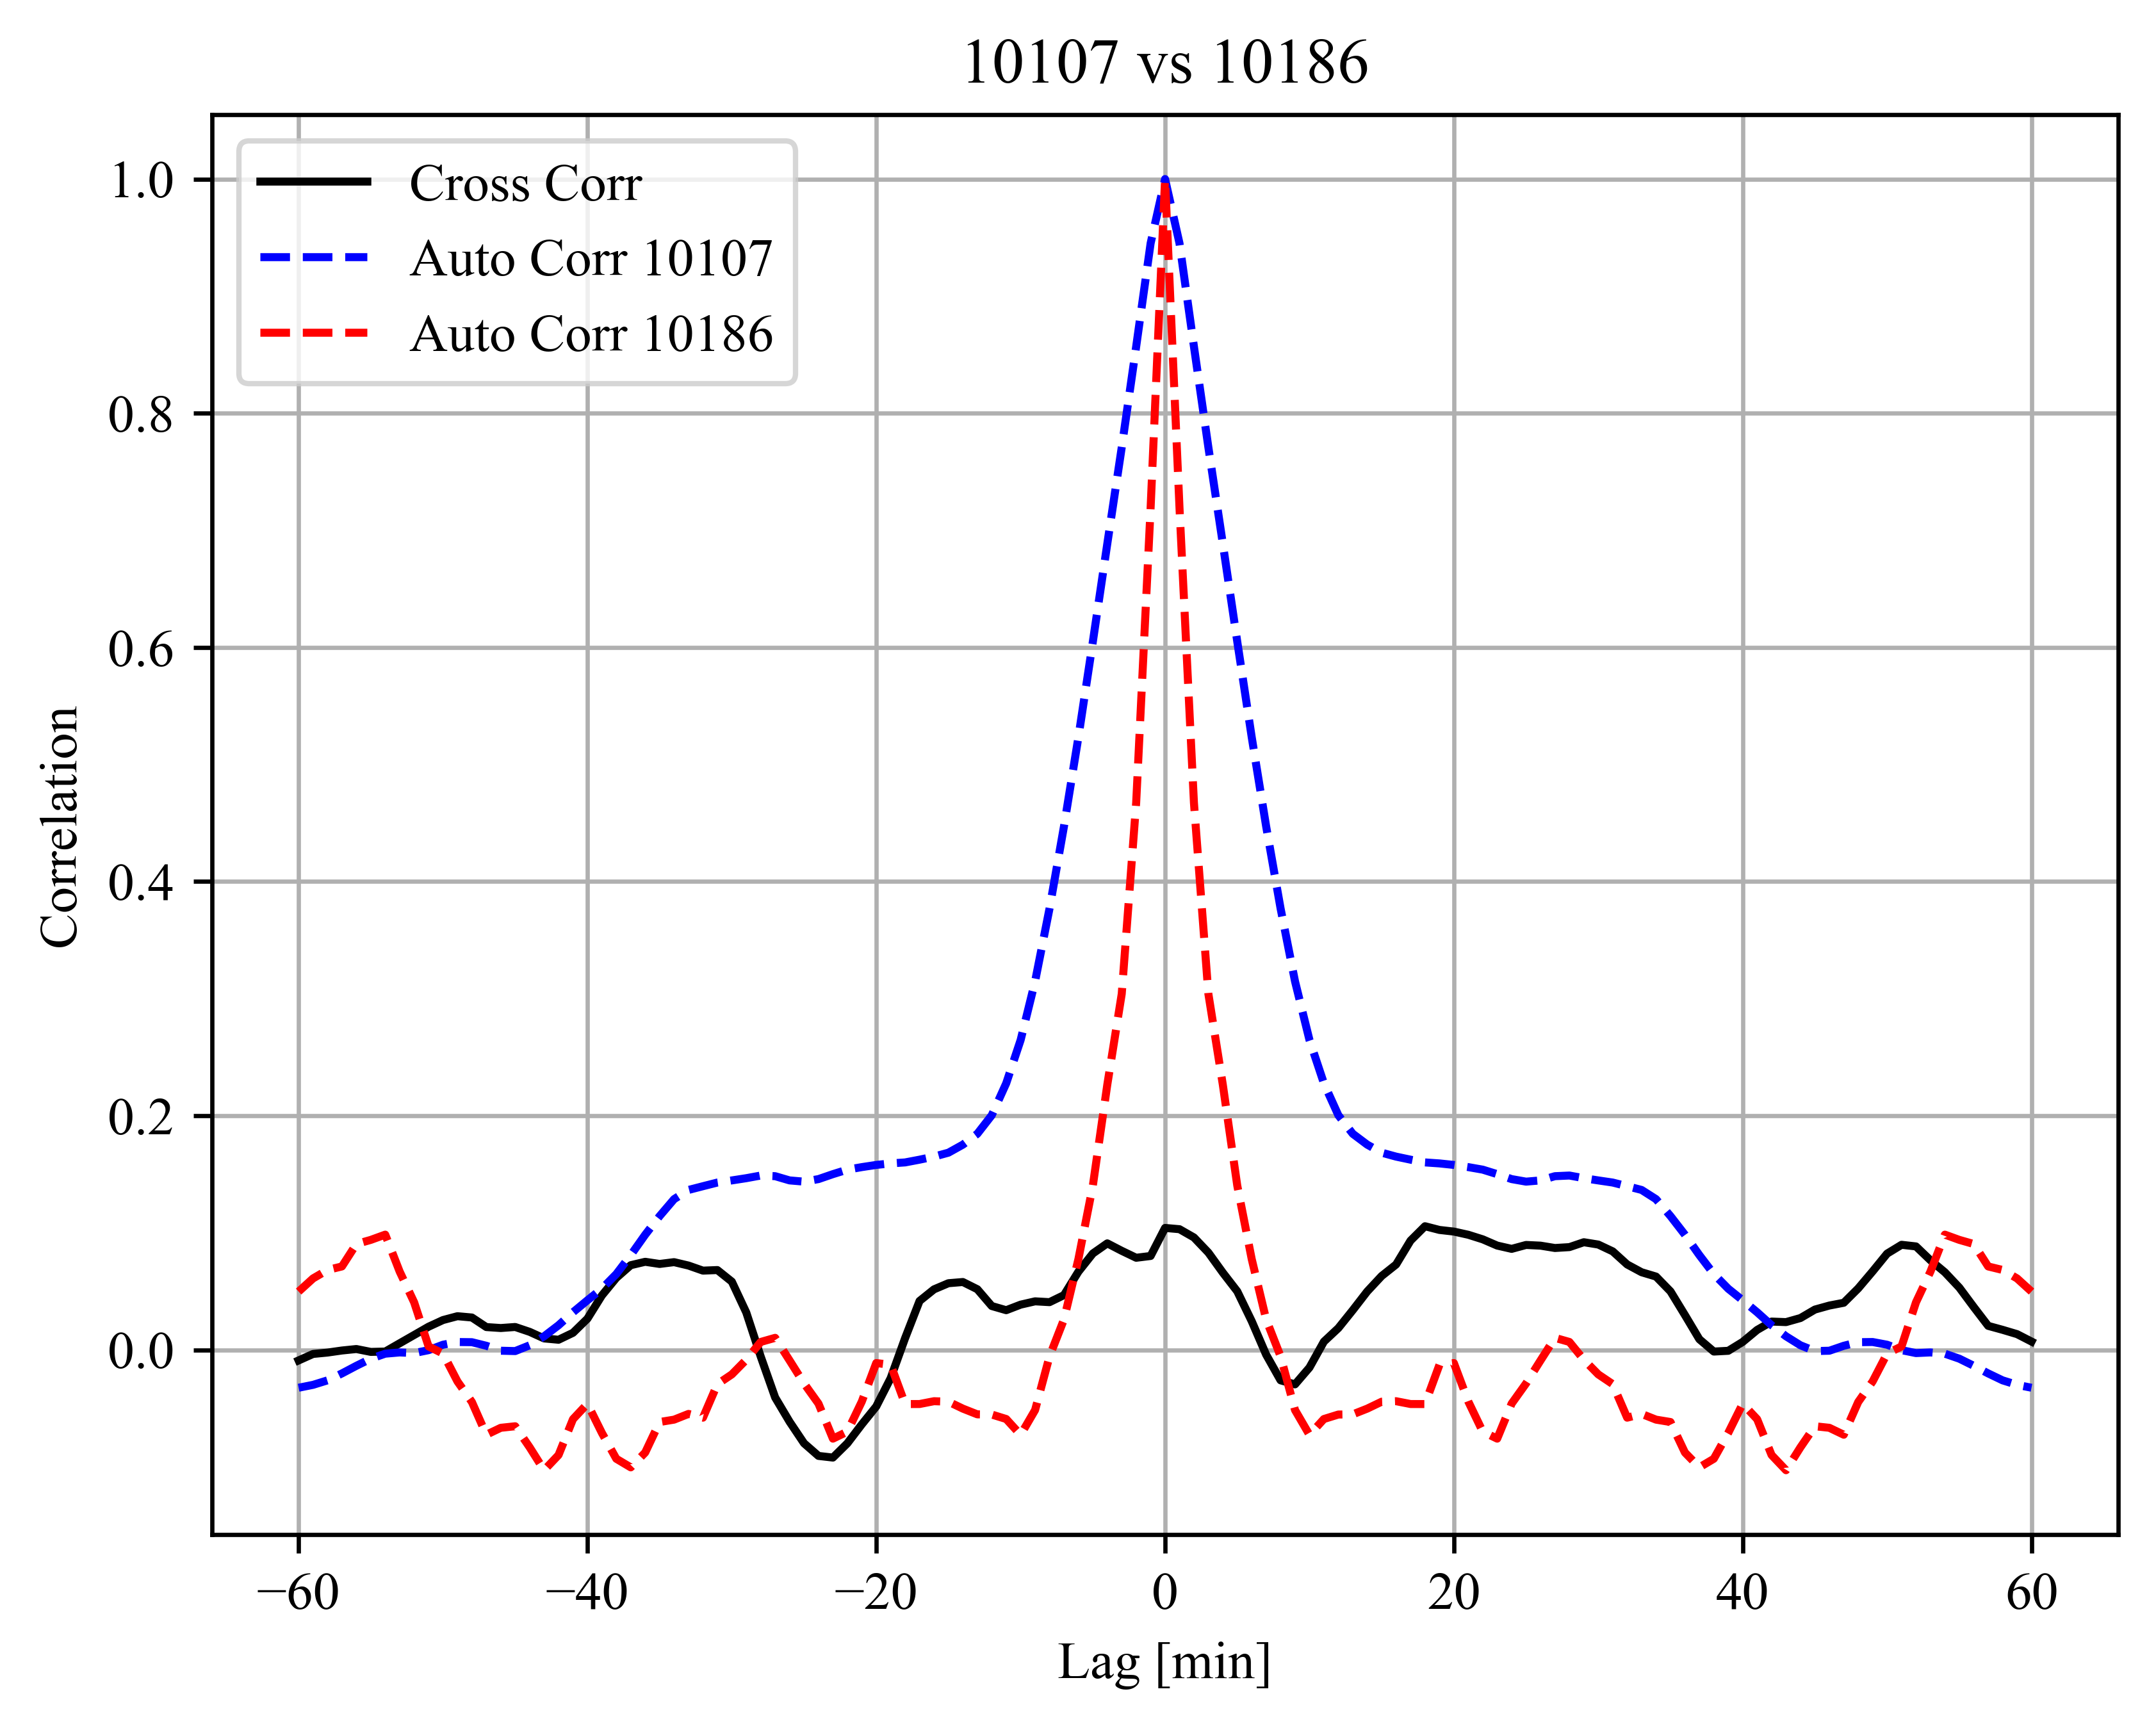 10107 vs 10186
Cross Corr
Auto Corr 10107
Auto Corr 10186
1.0
0.8
0.6
0.4
0.2
0.0
Correlation
−60
−40
−20
0
20
40
60
Lag [min]